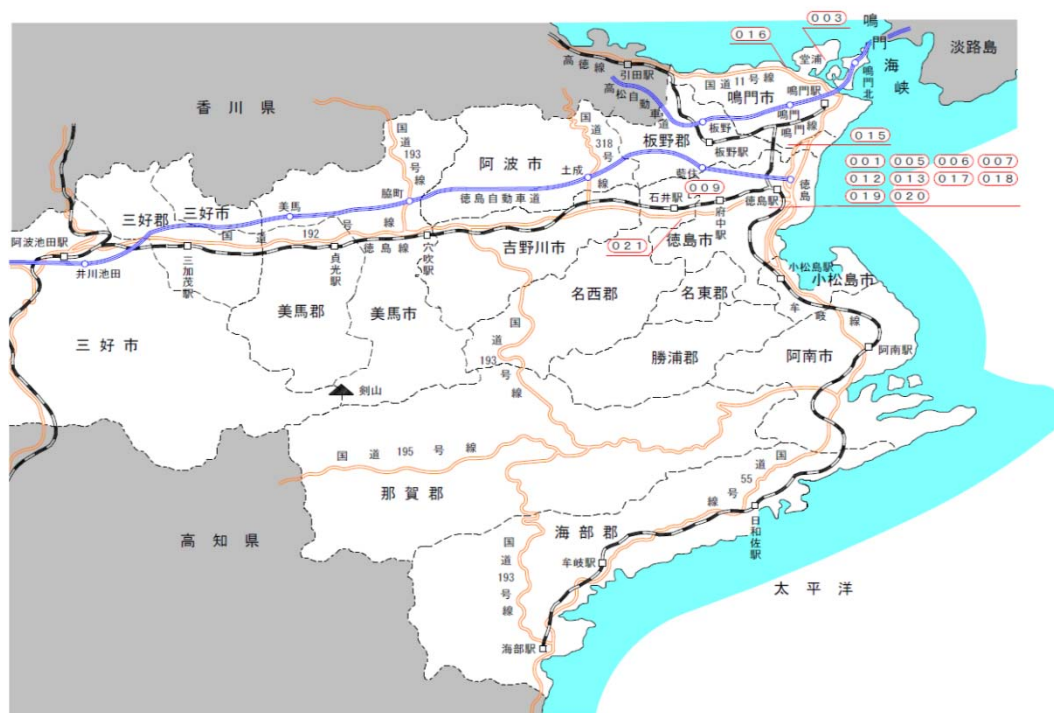 003
016
鳴門海峡
淡路島
堂浦
高徳線
引田駅
国道11号線
鳴門駅
鳴門北
高松自動車道
鳴門市
鳴門
鳴門線
香川県
板野
板野郡
板野駅
015
国道193号線
国道318号線
阿波市
土成
藍住
徳島
001 005 006 007
012 013 017 018
019 020
脇町
徳島自動車道
009
石井駅
府中駅
徳島駅
三好郡
三好市
美馬
阿波池田駅
国道192号線
徳島線
穴吹駅
吉野川市
021
徳島市
井川池田
三加茂駅
貞光駅
小松島駅
小松島市
名西郡
名東郡
美馬郡
美馬市
牟岐線
三好市
国道193号線
勝浦郡
阿南市
阿南駅
剣山
国道195号線
那賀郡
国道55号線
海部郡
日和佐駅
高知県
国道193号線
牟岐駅
太平洋
海部駅